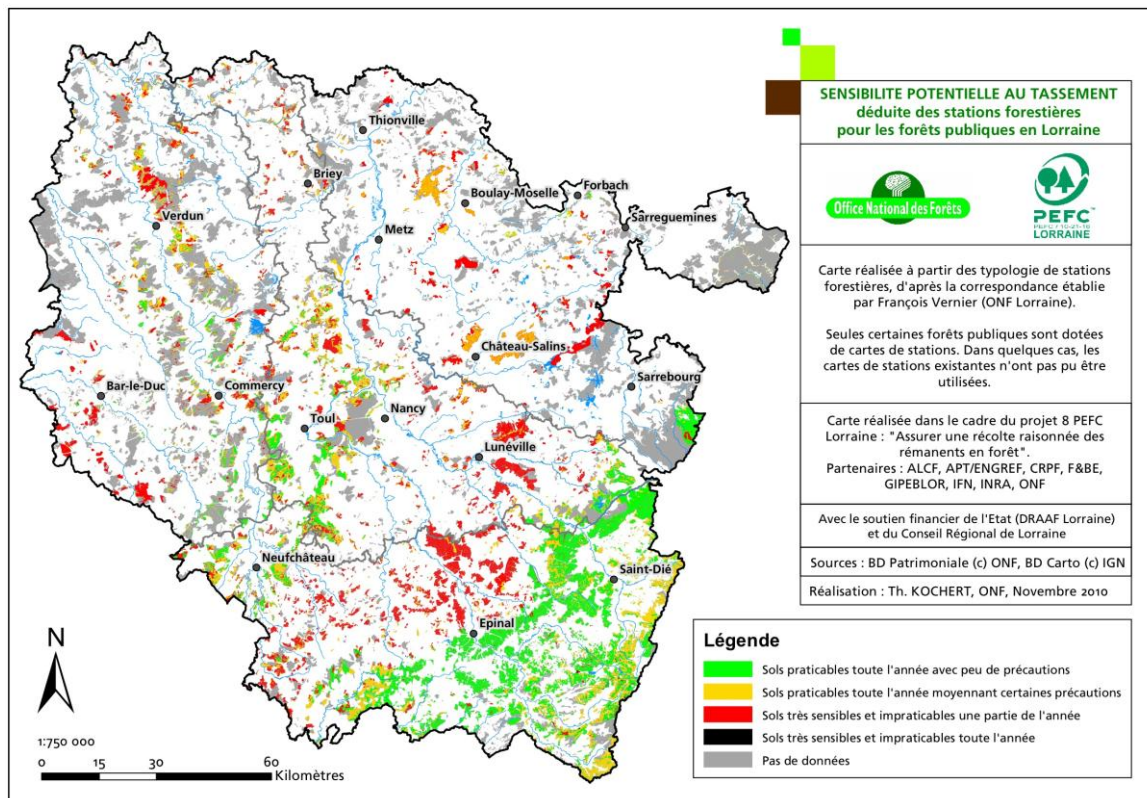 SENSIBILITE POTENTIELLE AU TASSEMENT
déduite des stations forestières
pour les forêts publiques en Lorraine
Office National des Forêts
PEFC™
PEFC / 10-21-16
LORRAINE
Carte réalisée à partir des typologie de stations
forestières, d'après la correspondance établie
par François Vernier (ONF Lorraine).
Seules certaines forêts publiques sont dotées
de cartes de stations. Dans quelques cas, les
cartes de stations existantes n'ont pas pu être
utilisées.
Carte réalisée dans le cadre du projet 8 PEFC
Lorraine : "Assurer une récolte raisonnée des
rémanents en forêt".
Partenaires : ALCF, APT/ENGREF, CRPF, F&BE,
GIPEBLOR, IFN, INRA, ONF
Avec le soutien financier de l'Etat (DRAAF Lorraine)
et du Conseil Régional de Lorraine
Sources : BD Patrimoniale (c) ONF, BD Carto (c) IGN
Réalisation : Th. KOCHERT, ONF, Novembre 2010
Thionville
Briey
Boulay-Moselle
Forbach
Sarreguemines
Verdun
Metz
Château-Salins
Sarrebourg
Bar-le-Duc
Commercy
Toul
Nancy
Lunéville
Neufchâteau
Saint-Dié
Epinal
N
1:750 000
0 15 30 60
Kilomètres
Légende
Sols praticables toute l'année avec peu de précautions
Sols praticables toute l'année moyennant certaines précautions
Sols très sensibles et impraticables une partie de l'année
Sols très sensibles et impraticables toute l'année
Pas de données